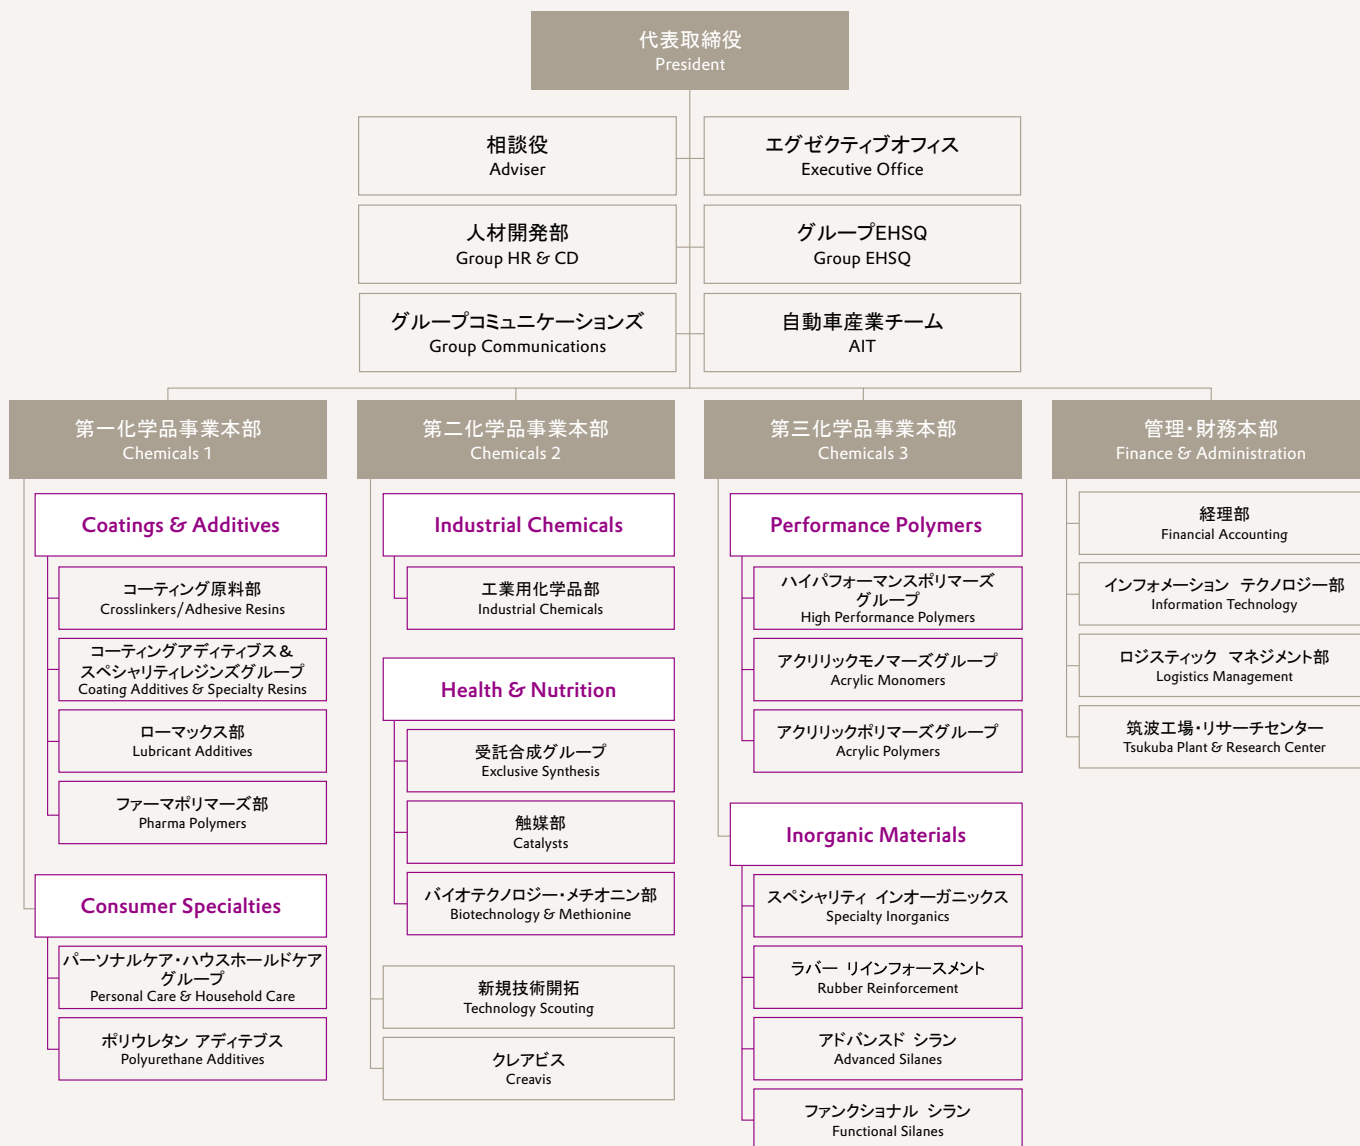 代表取締役
President
相談役
Adviser
エグゼクティブオフィス
Executive Office
人材開発部
Group HR & CD
グループEHSQ
Group EHSQ
グループコミュニケーションズ
Group Communications
自動車産業チーム
AIT
第一化学品事業本部
Chemicals 1
Coatings & Additives
コーティング原料部
Crosslinkers/Adhesive Resins
コーティングアディティブス＆
スペシャリティレジンズグループ
Coating Additives & Specialty Resins
ローマックス部
Lubricant Additives
ファーマポリマーズ部
Pharma Polymers
Consumer Specialties
パーソナルケア・ハウスホールドケア
グループ
Personal Care & Household Care
ポリウレタン アディテブス
Polyurethane Additives
第二化学品事業本部
Chemicals 2
Industrial Chemicals
工業用化学品部
Industrial Chemicals
Health & Nutrition
受託合成グループ
Exclusive Synthesis
触媒部
Catalysts
バイオテクノロジー・メチオニン部
Biotechnology & Methionine
新規技術開拓
Technology Scouting
クレアビス
Creavis
第三化学品事業本部
Chemicals 3
Performance Polymers
ハイパフォーマンスポリマーズ
グループ
High Performance Polymers
アクリリックモノマーズグループ
Acrylic Monomers
アクリリックポリマーズグループ
Acrylic Polymers
Inorganic Materials
スペシャリティ インオーガニックス
Specialty Inorganics
ラバー リインフォースメント
Rubber Reinforcement
アドバンスド シラン
Advanced Silanes
ファンクショナル シラン
Functional Silanes
管理・財務本部
Finance & Administration
経理部
Financial Accounting
インフォメーション テクノロジー部
Information Technology
ロジスティック マネジメント部
Logistics Management
筑波工場・リサーチセンター
Tsukuba Plant & Research Center